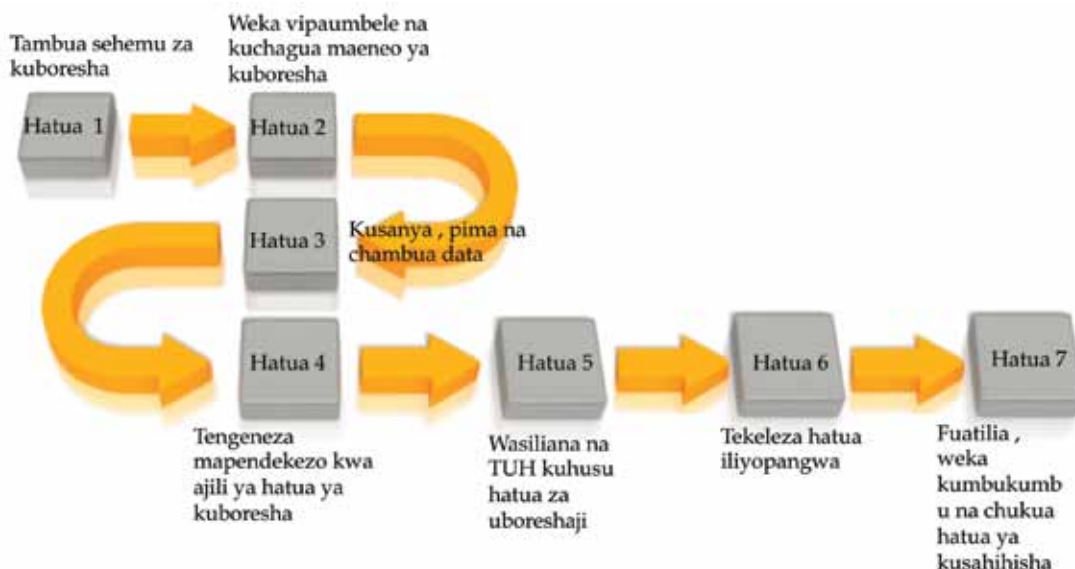 Tambua sehemu za
kuboresha
Hatua 1
Weka vipaumbele na
kuchagua maeneo ya
kuboresha
Hatua 2
Hatua 3
Kusanya , pima na
chambua data
Hatua 4
Tengeneza
mapendekezo kwa
ajili ya hatua ya
kuboresha
Hatua 5
Wasiliana na
TUH kuhusu
hatua za
uboreshaji
Hatua 6
Tekeleza hatua
iliyopangwa
Hatua 7
Fuatilia ,
weka
kumbukumb
u na chukua
hatua ya
kusahihisha